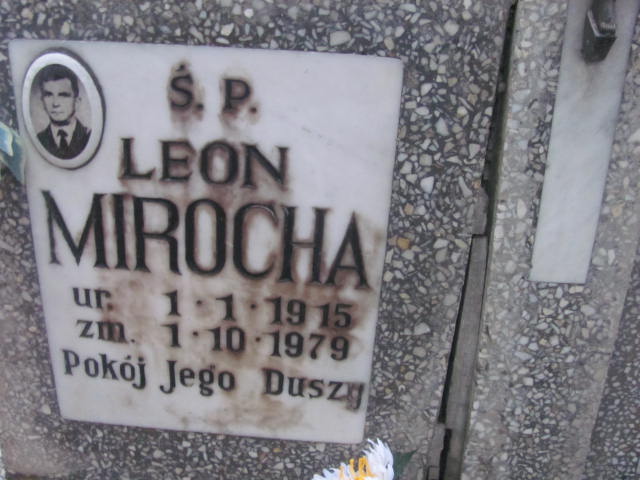 Ś. P.
LEON
MIROCHA
ur. 1·1·1915
zm. 1·10·1979
Pokój Jego Duszy